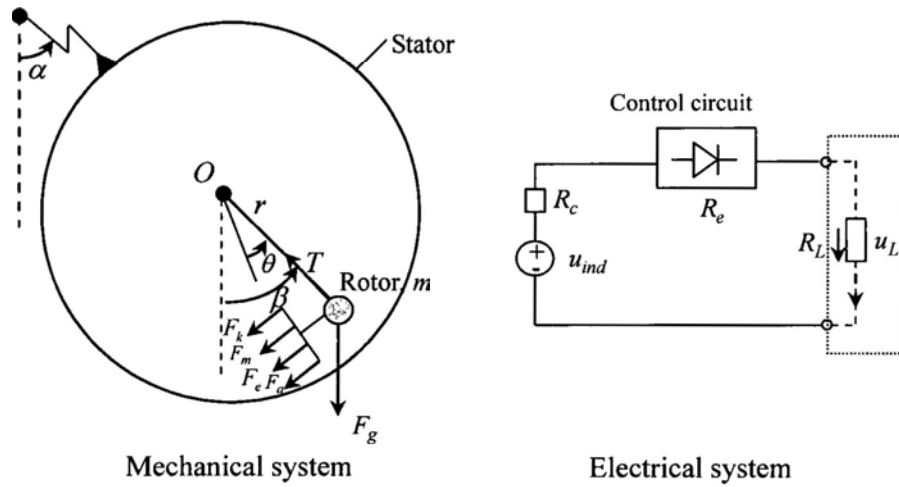 Stator
α
O
r
θ
T
Rotor, m
β
F_k
F_m
F_e
F_a
F_g
Mechanical system
Control circuit
R_c
R_e
+
-
u_ind
R_L
u_L
Electrical system